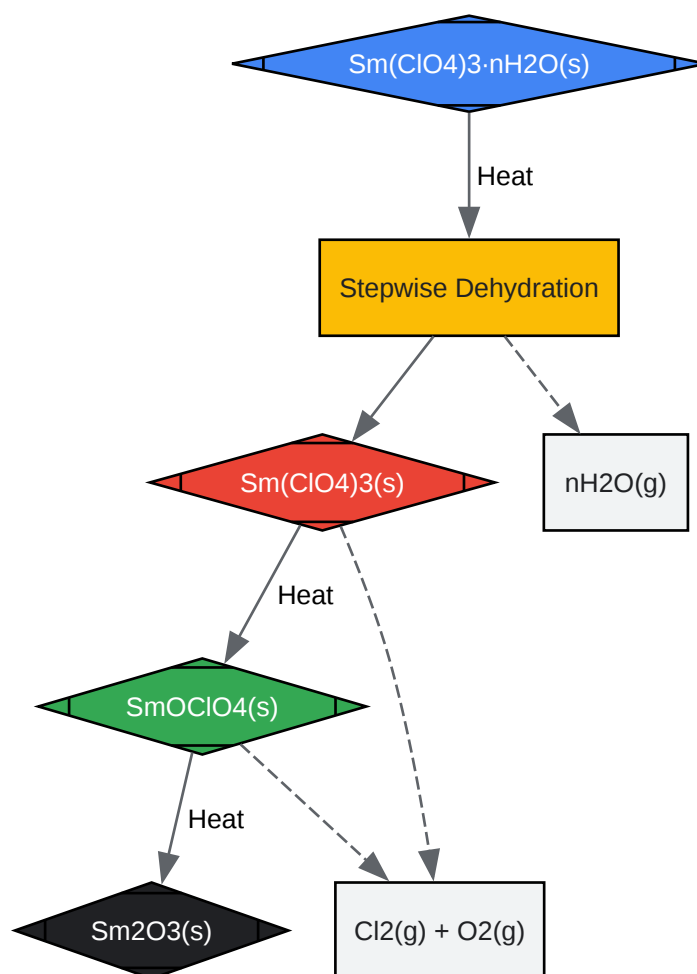 Sm(ClO4)3·nH2O(s)
Heat
Stepwise Dehydration
Sm(ClO4)3(s)
nH2O(g)
Heat
SmOClO4(s)
Heat
Sm2O3(s)
Cl2(g) + O2(g)